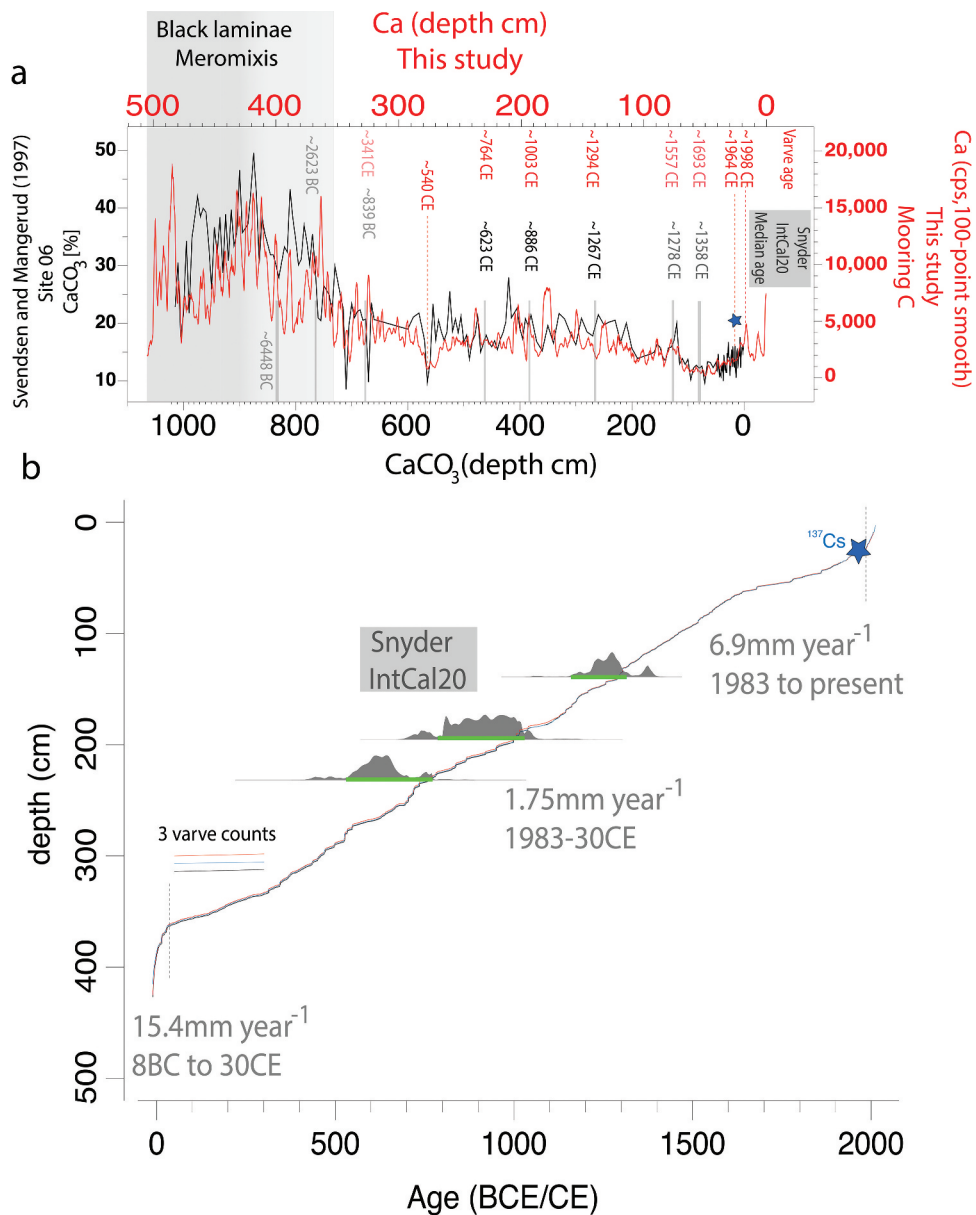 a
Black laminae
Meromixis
Ca (depth cm)
This study
500 400 300 200 100 0
Svendsen and Mangerud (1997)
Site 06
CaCO3 [%]
50
40
30
20
10
~6448 BC
~2623 BC
~341CE
~839 BC
~540 CE
~764 CE
~623 CE
~1003 CE
~886 CE
~1294 CE
~1267 CE
~1557 CE
~1278 CE
~1693 CE
~1358 CE
~1964 CE
~1998 CE
Varve age
Snyder
IntCal20
Median age
20,000
15,000
10,000
5,000
0
Ca (cps,100-point smooth)
This study
Mooring C
1000 800 600 400 200 0
CaCO3(depth cm)
b
0
100
200
300
400
500
depth (cm)
137Cs
Snyder
IntCal20
6.9mm year-1
1983 to present
1.75mm year-1
1983-30CE
3 varve counts
15.4mm year-1
8BC to 30CE
0 500 1000 1500 2000
Age (BCE/CE)